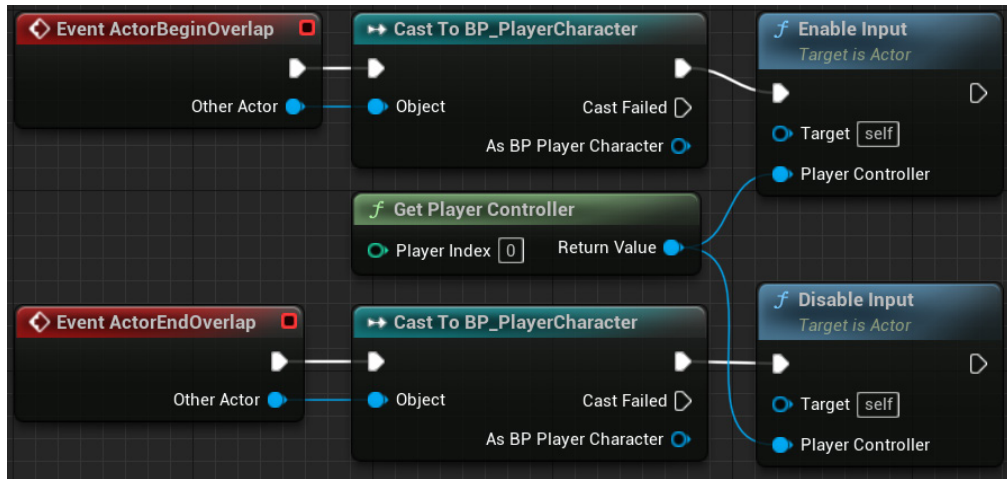 Event ActorBeginOverlap
Other Actor
Cast To BP_PlayerCharacter
Object
Cast Failed
As BP Player Character
f Enable Input
Target is Actor
Target self
Player Controller
f Get Player Controller
Player Index 0
Return Value
Event ActorEndOverlap
Other Actor
Cast To BP_PlayerCharacter
Object
Cast Failed
As BP Player Character
f Disable Input
Target is Actor
Target self
Player Controller